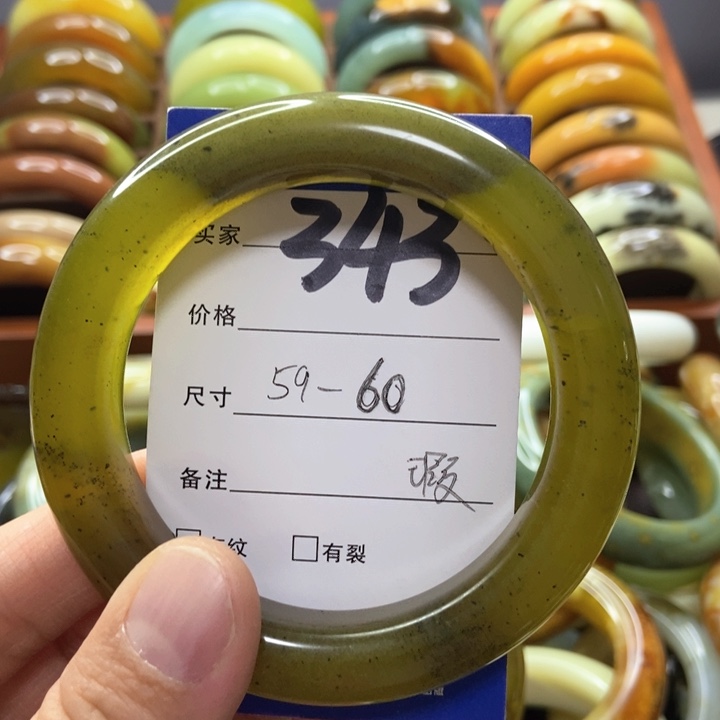 买家 343
价格
尺寸 59-60
备注 瑕
纹 □有裂